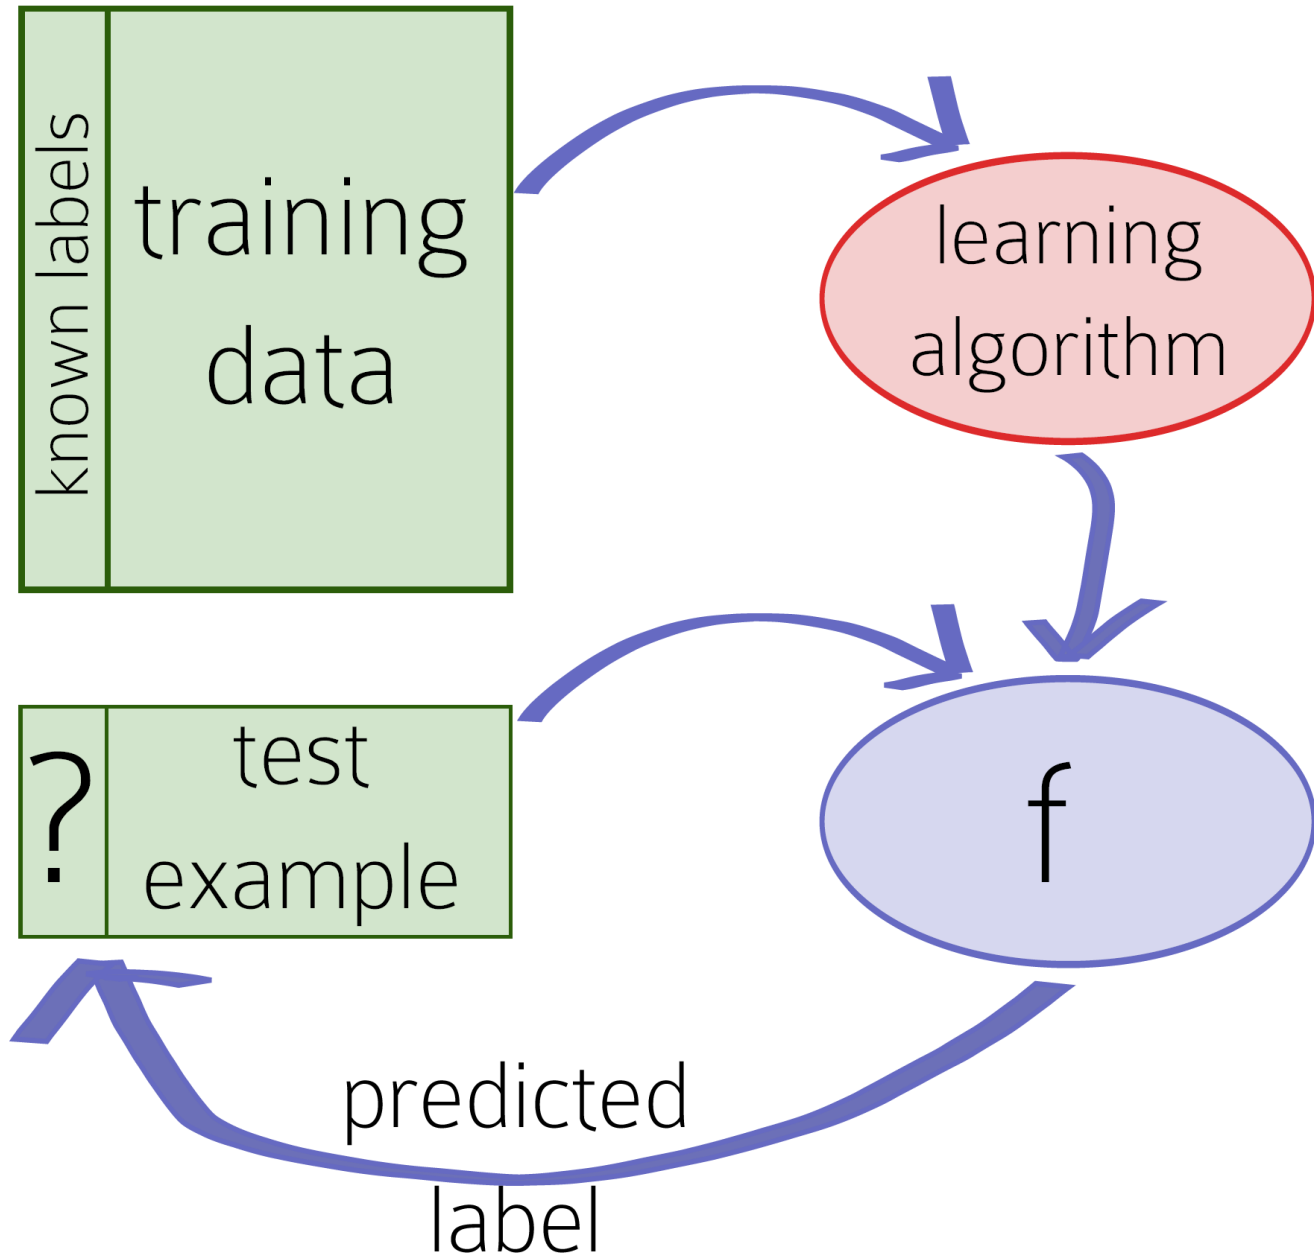 known labels
training
data
learning
algorithm
?
test
example
f
predicted
label